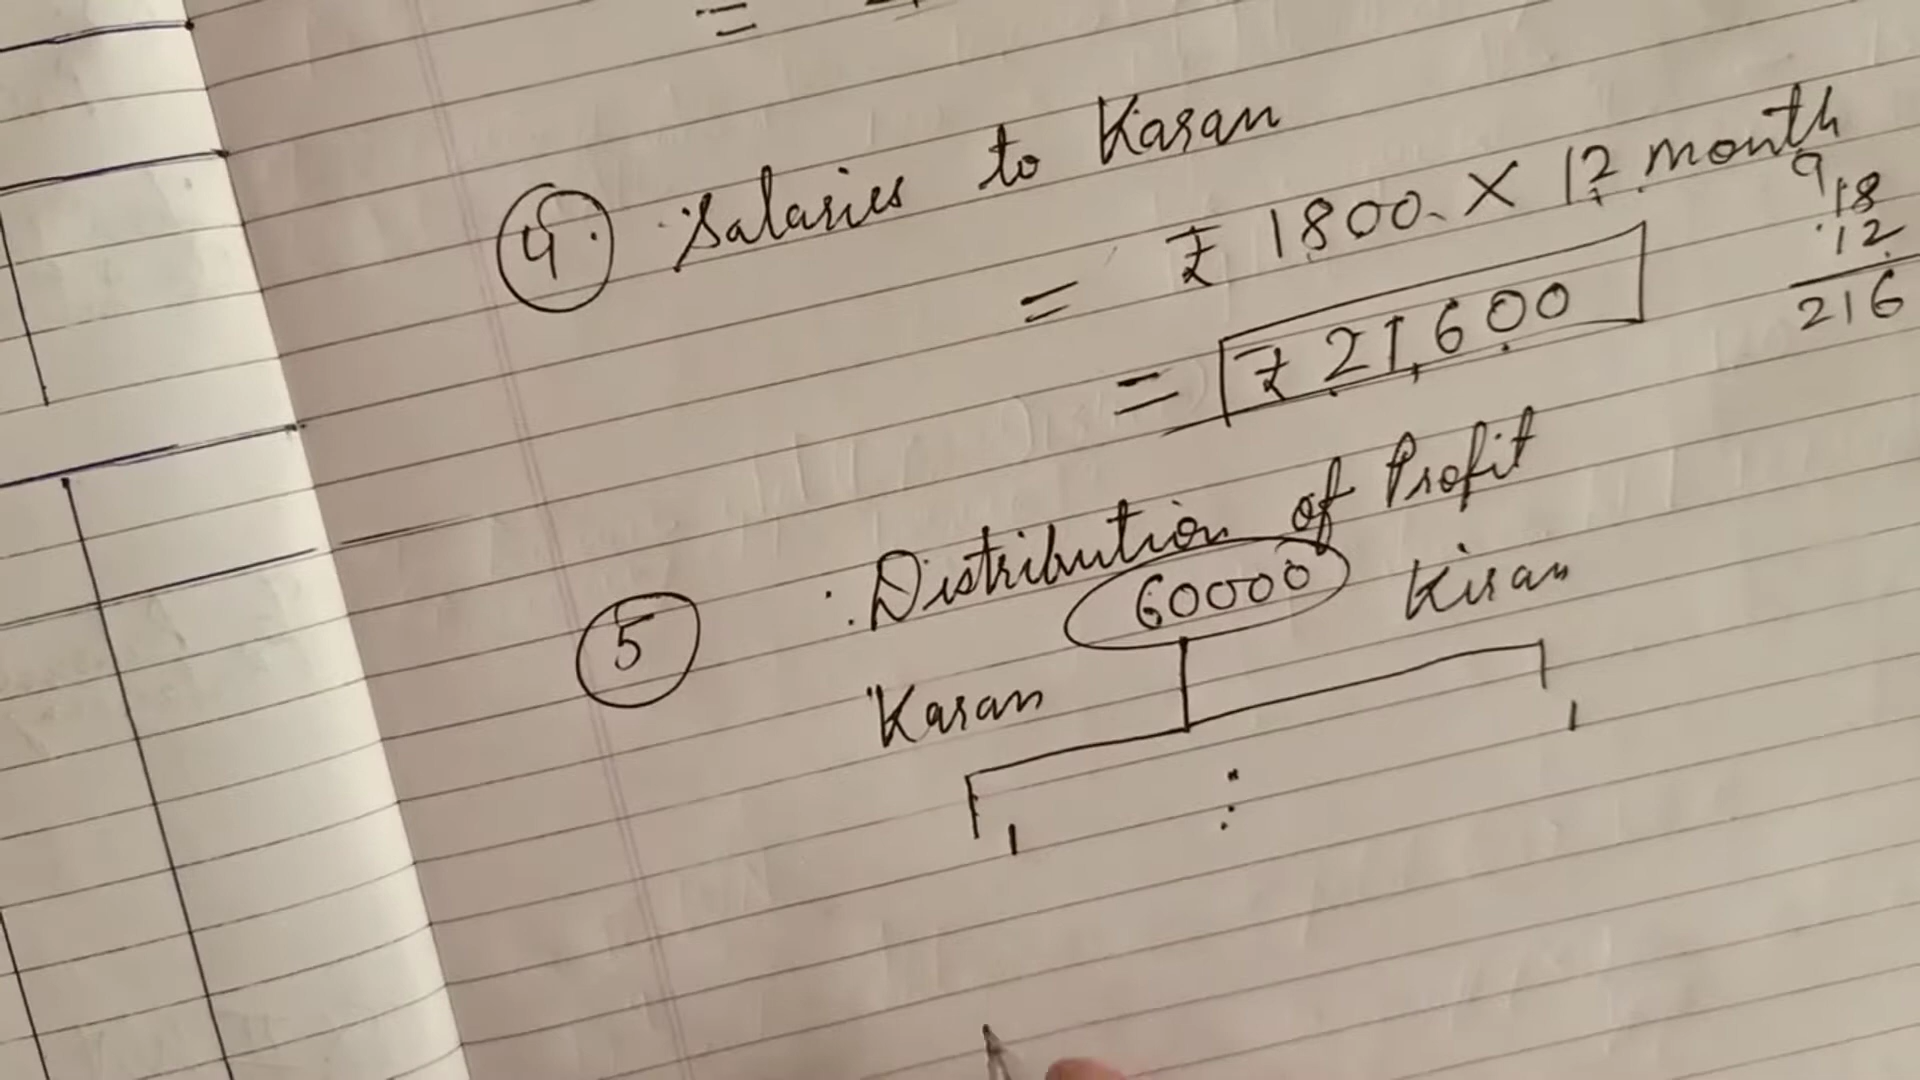 =
4. Salaries to Karan
= ₹ 1800 X 12 month
9 18
12
216
= ₹ 21,600
5 : Distribution of Profit
60000
Karan Kiran
1 : 1